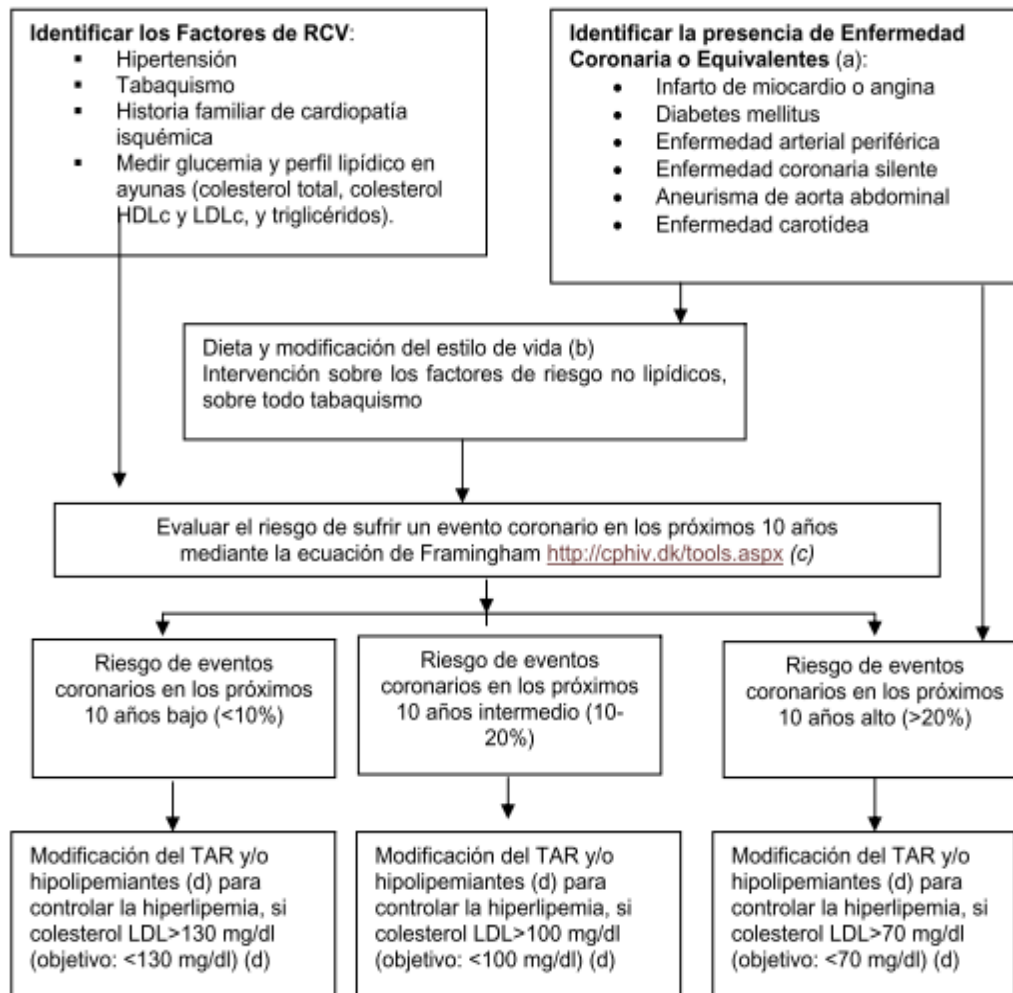 Identificar los Factores de RCV:
▪ Hipertensión
▪ Tabaquismo
▪ Historia familiar de cardiopatía
isquémica
▪ Medir glucemia y perfil lipídico en
ayunas (colesterol total, colesterol
HDLc y LDLc, y triglicéridos).
Identificar la presencia de Enfermedad
Coronaria o Equivalentes (a):
• Infarto de miocardio o angina
• Diabetes mellitus
• Enfermedad arterial periférica
• Enfermedad coronaria silente
• Aneurisma de aorta abdominal
• Enfermedad carotídea
Dieta y modificación del estilo de vida (b)
Intervención sobre los factores de riesgo no lipídicos,
sobre todo tabaquismo
Evaluar el riesgo de sufrir un evento coronario en los próximos 10 años
mediante la ecuación de Framingham http://cphiv.dk/tools.aspx (c)
Riesgo de eventos
coronarios en los próximos
10 años bajo (<10%)
Riesgo de eventos
coronarios en los próximos
10 años intermedio (10-
20%)
Riesgo de eventos
coronarios en los próximos
10 años alto (>20%)
Modificación del TAR y/o
hipolipemiantes (d) para
controlar la hiperlipemia, si
colesterol LDL>130 mg/dl
(objetivo: <130 mg/dl) (d)
Modificación del TAR y/o
hipolipemiantes (d) para
controlar la hiperlipemia, si
colesterol LDL>100 mg/dl
(objetivo: <100 mg/dl) (d)
Modificación del TAR y/o
hipolipemiantes (d) para
controlar la hiperlipemia, si
colesterol LDL>70 mg/dl
(objetivo: <70 mg/dl) (d)